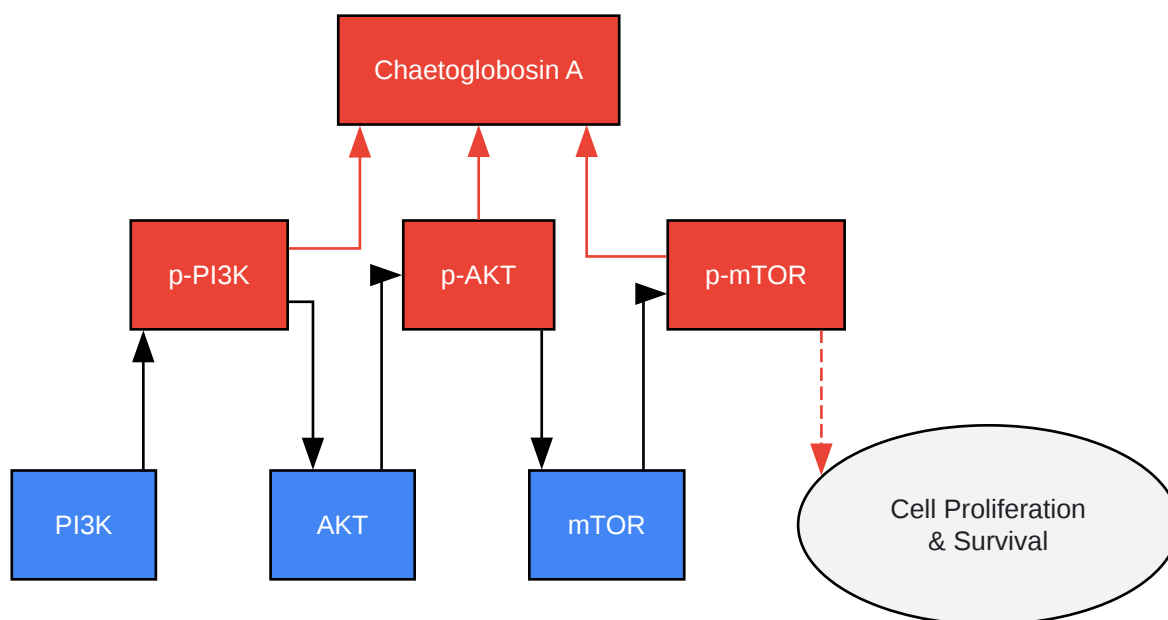 Chaetoglobosin A
p-PI3K
p-AKT
p-mTOR
PI3K
AKT
mTOR
Cell Proliferation
& Survival